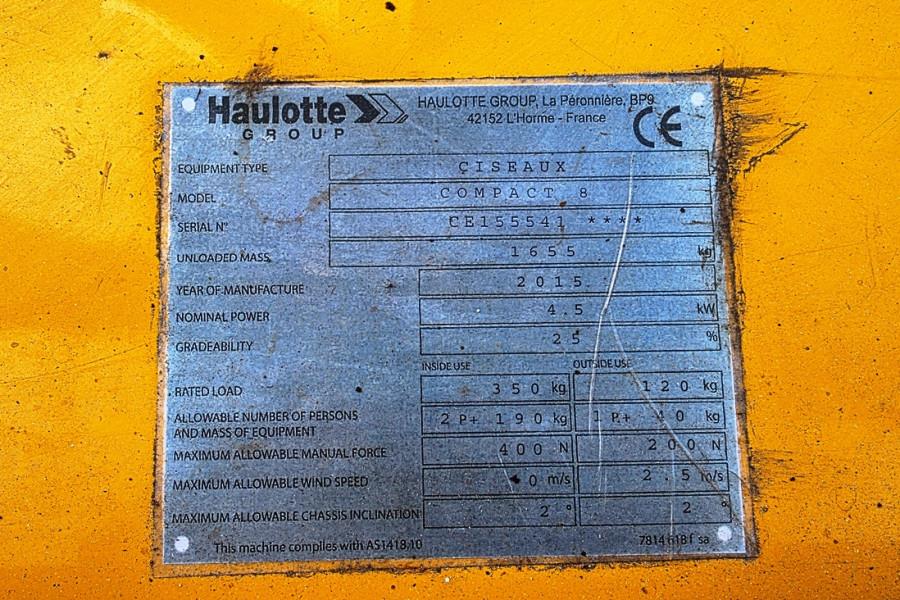 Haulotte
GROUP
HAULOTTE GROUP, La Péronnière, BP9
42152 L'Horme - France
CE
EQUIPMENT TYPE CISEAUX
MODEL COMPACT 8
SERIAL N° CE155541 ****
UNLOADED MASS 1655 kg
YEAR OF MANUFACTURE 2015
NOMINAL POWER 4.5 kW
GRADEABILITY 25 %
INSIDE USE OUTSIDE USE
RATED LOAD 350 kg 120 kg
ALLOWABLE NUMBER OF PERSONS
AND MASS OF EQUIPMENT 2 P+ 190 kg 1 P+ 40 kg
MAXIMUM ALLOWABLE MANUAL FORCE 400 N 200 N
MAXIMUM ALLOWABLE WIND SPEED 0 m/s 2.5 m/s
MAXIMUM ALLOWABLE CHASSIS INCLINATION 2 ° 2 °
This machine complies with AS1418.10 7814 618 f sa